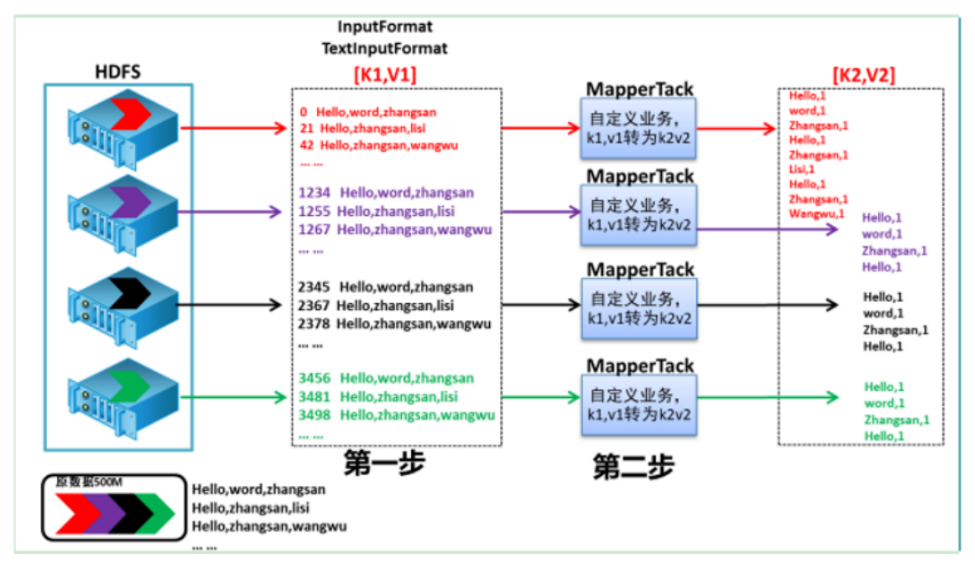 InputFormat
TextInputFormat
HDFS
[K1,V1]
[K2,V2]
0 Hello,word,zhangsan
21 Hello,zhangsan,lisi
42 Hello,zhangsan,wangwu
... ...
1234 Hello,word,zhangsan
1255 Hello,zhangsan,lisi
1267 Hello,zhangsan,wangwu
... ...
2345 Hello,word,zhangsan
2367 Hello,zhangsan,lisi
2378 Hello,zhangsan,wangwu
... ...
3456 Hello,word,zhangsan
3481 Hello,zhangsan,lisi
3498 Hello,zhangsan,wangwu
... ...
第一步
MapperTack
自定义业务，
k1,v1转为k2v2
MapperTack
自定义业务，
k1,v1转为k2v2
MapperTack
自定义业务，
k1,v1转为k2v2
MapperTack
自定义业务，
k1,v1转为k2v2
第二步
Hello,1
word,1
Zhangsan,1
Hello,1
Zhangsan,1
Lisi,1
Hello,1
Zhangsan,1
Wangwu,1
Hello,1
word,1
Zhangsan,1
Hello,1
Hello,1
word,1
Zhangsan,1
Hello,1
Hello,1
word,1
Zhangsan,1
Hello,1
原数据500M
Hello,word,zhangsan
Hello,zhangsan,lisi
Hello,zhangsan,wangwu
... ...